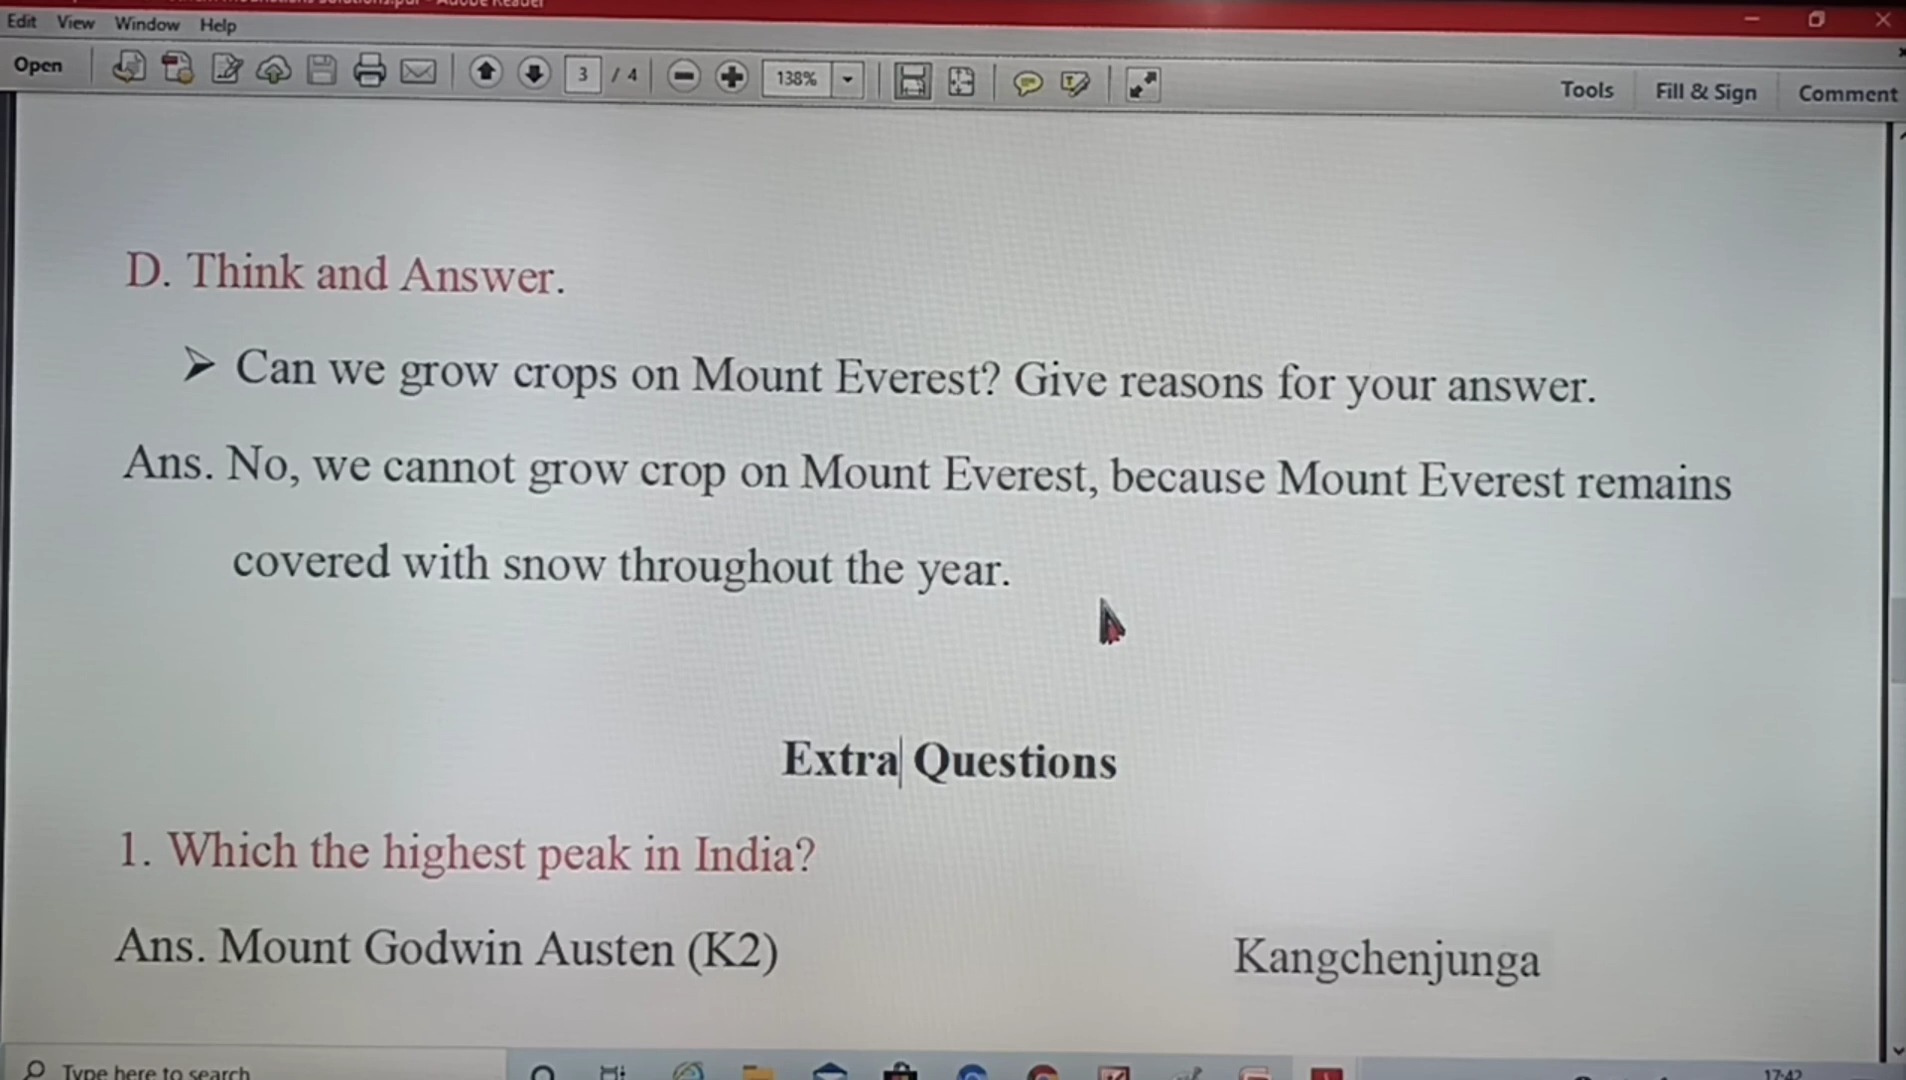 Edit View Window Help
Open 3 / 4 138% Tools Fill & Sign Comment
D. Think and Answer.
➢ Can we grow crops on Mount Everest? Give reasons for your answer.
Ans. No, we cannot grow crop on Mount Everest, because Mount Everest remains
covered with snow throughout the year.
Extra Questions
1. Which the highest peak in India?
Ans. Mount Godwin Austen (K2) Kangchenjunga
Type here to search 17:42